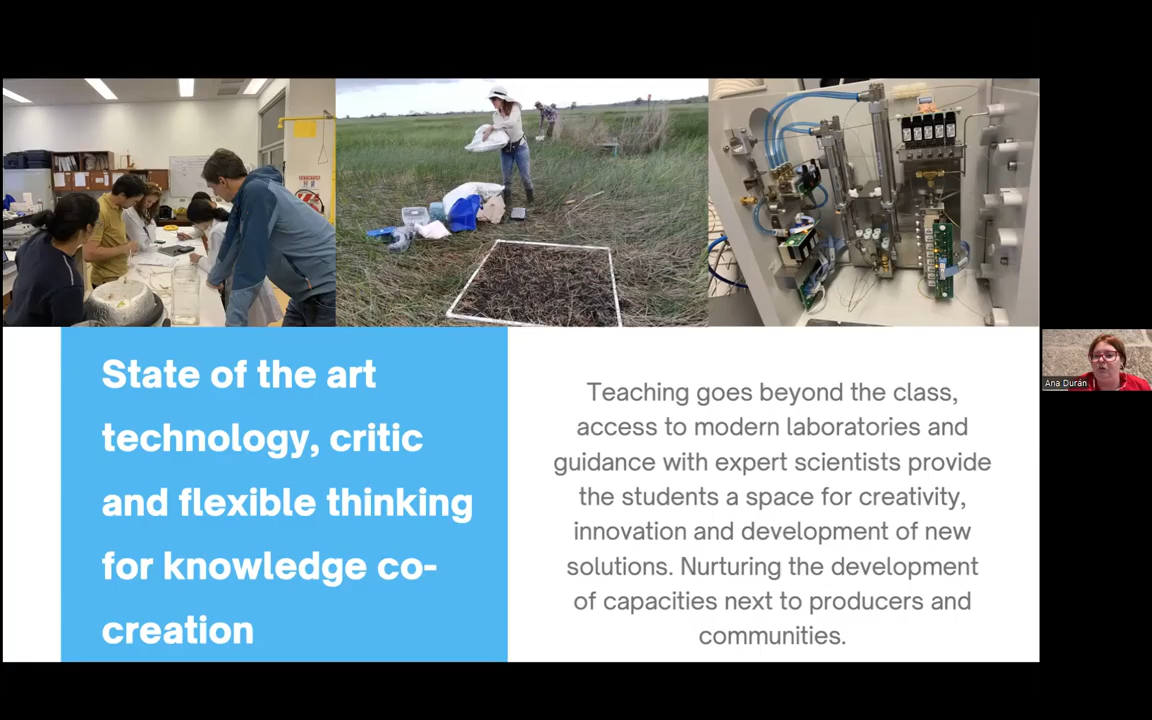 State of the art
technology, critic
and flexible thinking
for knowledge co-
creation
Teaching goes beyond the class,
access to modern laboratories and
guidance with expert scientists provide
the students a space for creativity,
innovation and development of new
solutions. Nurturing the development
of capacities next to producers and
communities.
Ana Durán